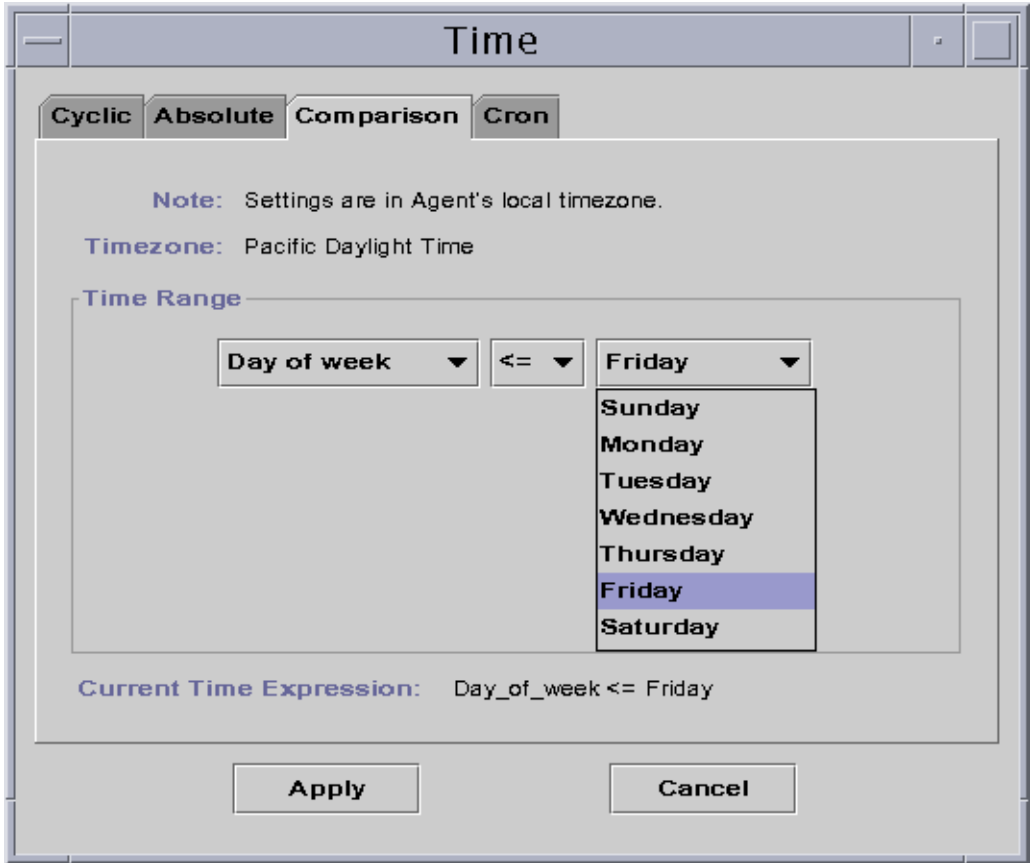 Time
Cyclic Absolute Comparison Cron
Note: Settings are in Agent's local timezone.
Timezone: Pacific Daylight Time
Time Range
Day of week <= Friday
Sunday
Monday
Tuesday
Wednesday
Thursday
Friday
Saturday
Current Time Expression: Day_of_week <= Friday
Apply Cancel